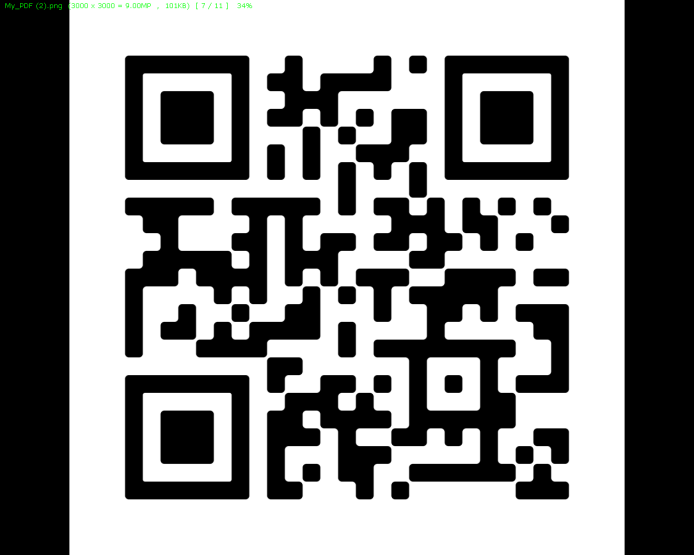 My_PDF (2).png (3000 x 3000 = 9.00MP , 101KB) [ 7 / 11 ] 34%